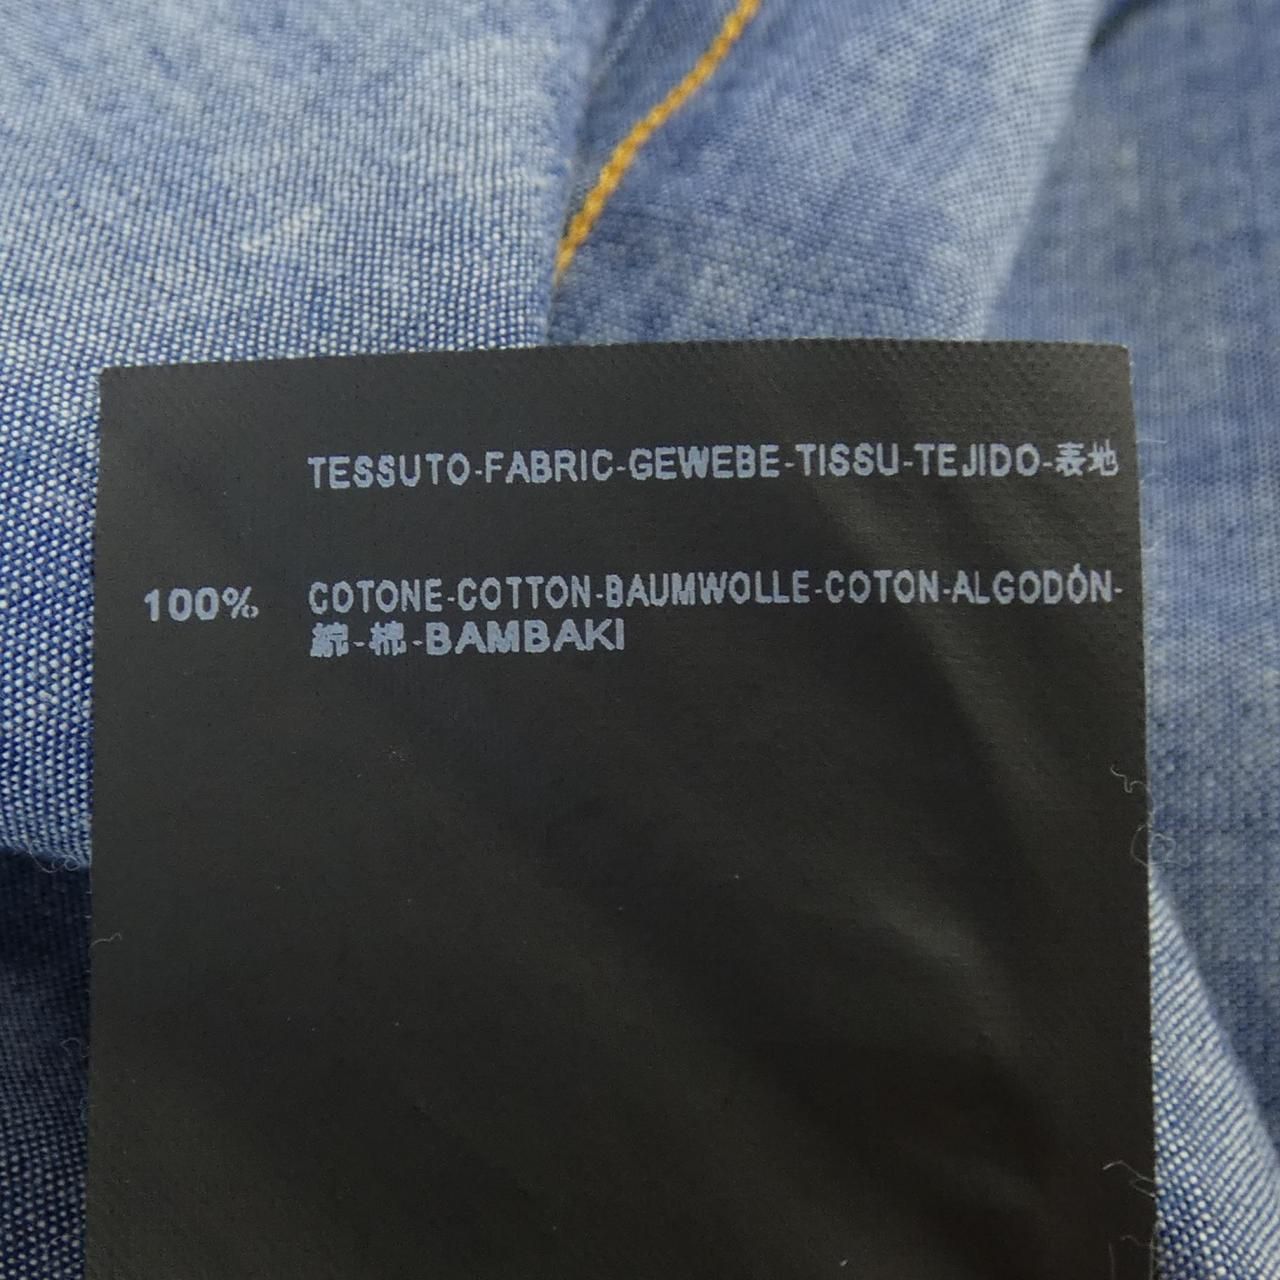 TESSUTO-FABRIC-GEWEBE-TISSU-TEJIDO-表地
100% COTONE-COTTON-BAUMWOLLE-COTON-ALGODÓN-
綿-棉-BAMBAKI